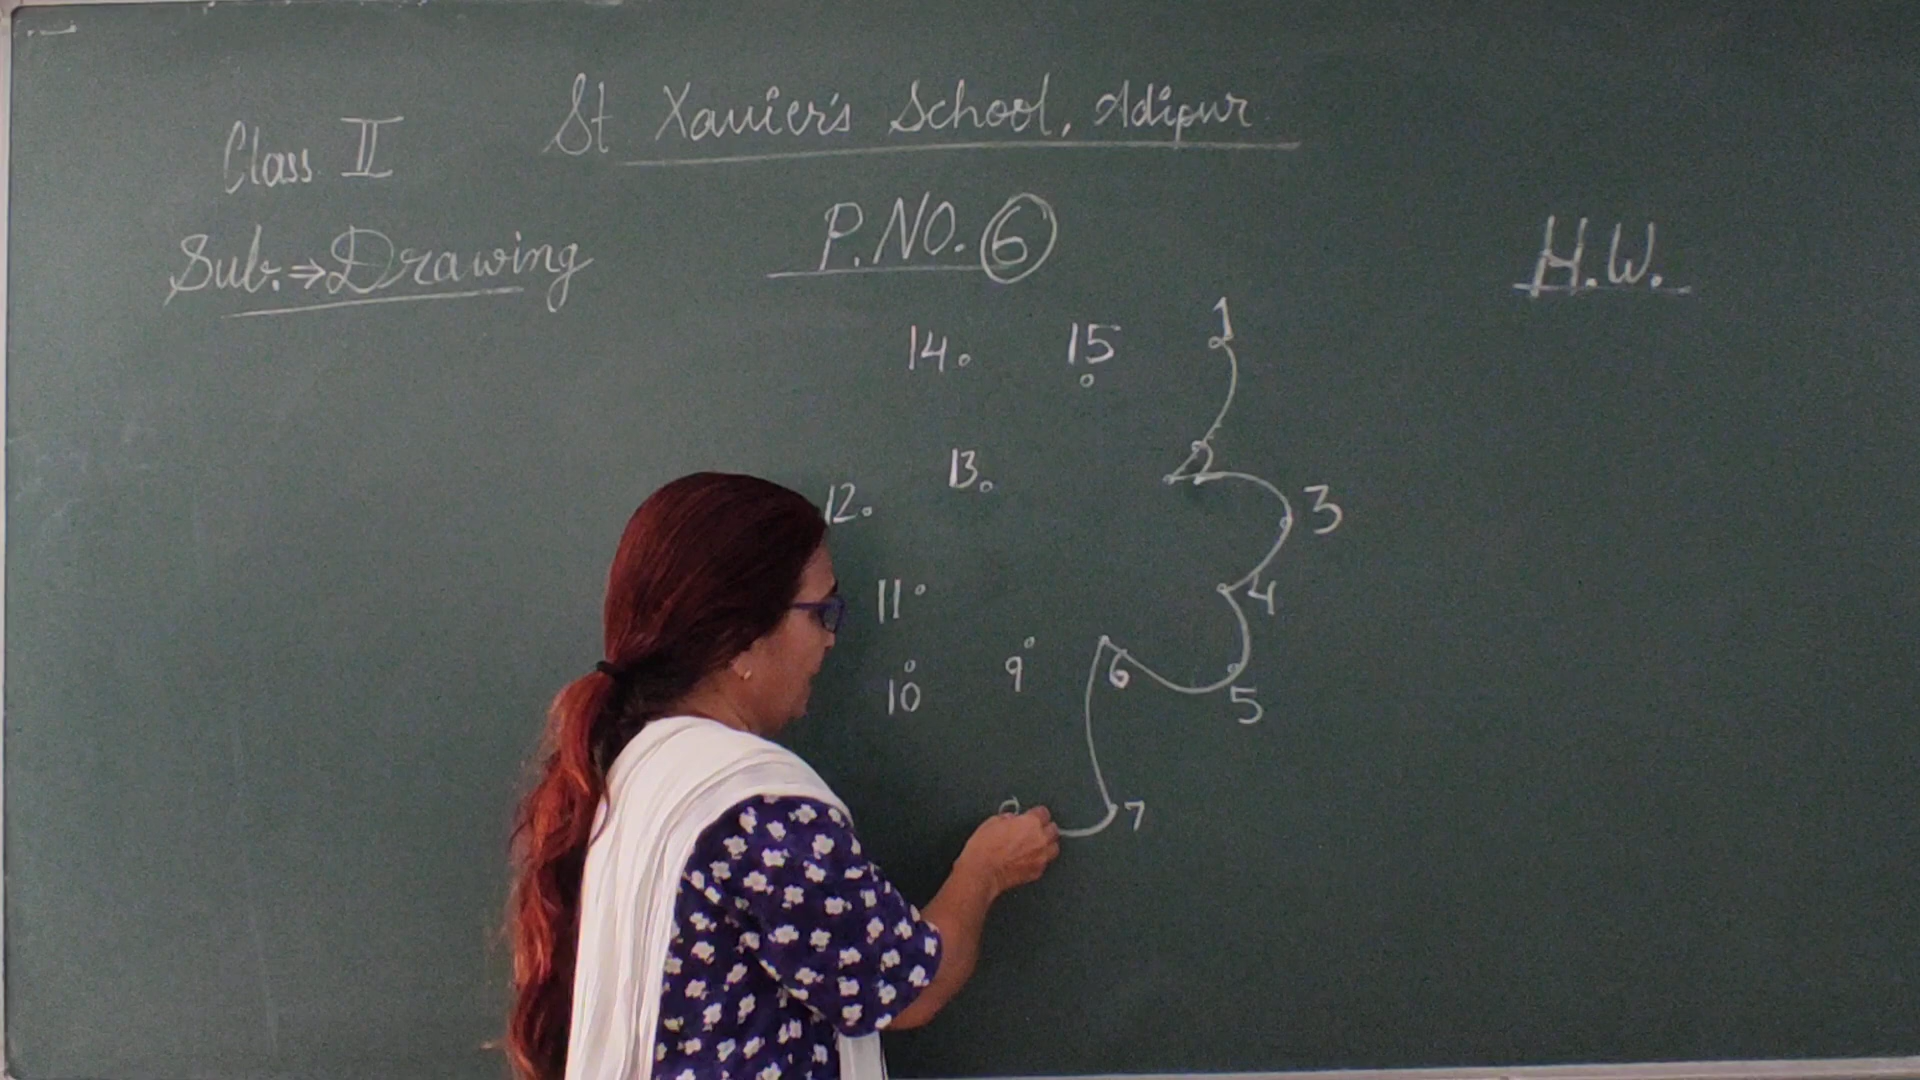 St Xavier's School, Adipur
Class II
Sub. ⇒ Drawing
P.NO. 6
H.W.
1
14. 15
2
13.
12. 3
11 4
9 6
10 5
7